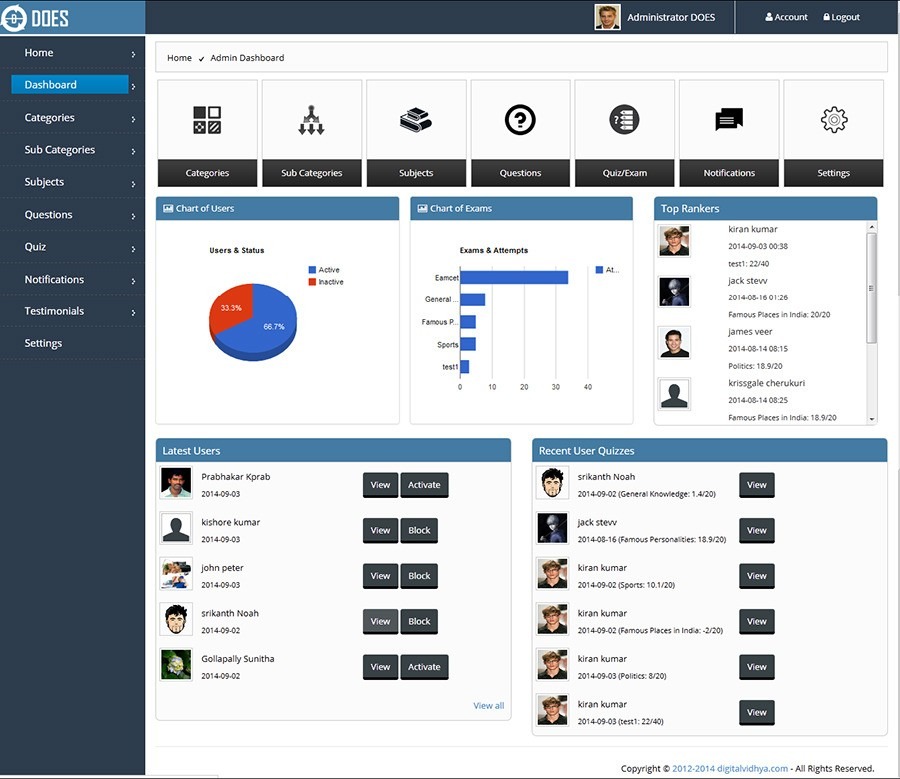 DOES
Administrator DOES
Account
Logout
Home
Dashboard
Categories
Sub Categories
Subjects
Questions
Quiz
Notifications
Testimonials
Settings
Home Admin Dashboard
Categories
Sub Categories
Subjects
Questions
Quiz/Exam
Notifications
Settings
Chart of Users
Users & Status
Active
Inactive
33.3%
66.7%
Chart of Exams
Exams & Attempts
At...
Eamcet
General ...
Famous P...
Sports
test1
0 10 20 30 40
Top Rankers
kiran kumar
2014-09-03 00:38
test1: 22/40
jack stevv
2014-08-16 01:26
Famous Places in India: 20/20
james veer
2014-08-14 08:15
Politics: 18.9/20
krissgale cherukuri
2014-08-14 08:25
Famous Places in India: 18.9/20
Latest Users
Prabhakar Kprab
2014-09-03
View Activate
kishore kumar
2014-09-03
View Block
john peter
2014-09-03
View Block
srikanth Noah
2014-09-02
View Block
Gollapally Sunitha
2014-09-02
View Activate
View all
Recent User Quizzes
srikanth Noah
2014-09-02 (General Knowledge: 1.4/20)
View
jack stevv
2014-08-16 (Famous Personalities: 18.9/20)
View
kiran kumar
2014-09-02 (Sports: 10.1/20)
View
kiran kumar
2014-09-02 (Famous Places in India: -2/20)
View
kiran kumar
2014-09-03 (Politics: 8/20)
View
kiran kumar
2014-09-03 (test1: 22/40)
View
Copyright © 2012-2014 digitalvidhya.com - All Rights Reserved.